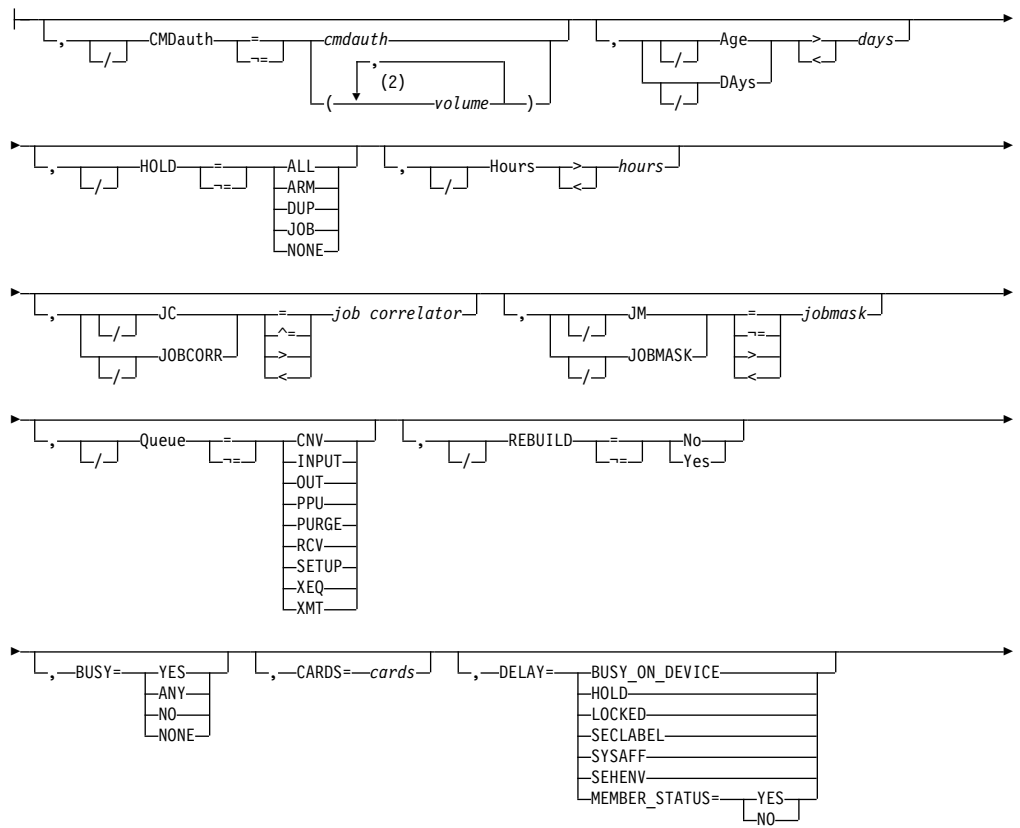 , / CMDauth = ¬= cmdauth ( , (2) volume ) , / Age / DAys > < days
, / HOLD = ¬= ALL ARM DUP JOB NONE , / Hours > < hours
, / JC / JOBCORR = ^= > < job correlator , / JM / JOBMASK = ¬= > < jobmask
, / Queue = ¬= CNV INPUT OUT PPU PURGE RCV SETUP XEQ XMT , / REBUILD = ¬= No Yes
, BUSY= YES ANY NO NONE , CARDS= cards , DELAY= BUSY_ON_DEVICE HOLD LOCKED SECLABEL SYSAFF SEHENV MEMBER_STATUS= YES NO